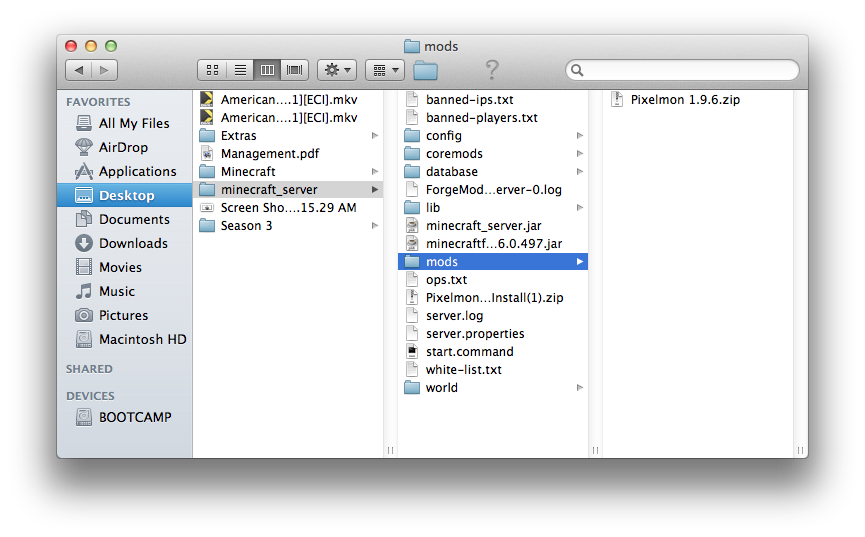 mods
FAVORITES
All My Files
AirDrop
Applications
Desktop
Documents
Downloads
Movies
Music
Pictures
Macintosh HD
SHARED
DEVICES
BOOTCAMP
American....1][ECI].mkv
American....1][ECI].mkv
Extras
Management.pdf
Minecraft
minecraft_server
Screen Sho....15.29 AM
Season 3
banned-ips.txt
banned-players.txt
config
coremods
database
ForgeMod...erver-0.log
lib
minecraft_server.jar
minecraftf...6.0.497.jar
mods
ops.txt
Pixelmon...Install(1).zip
server.log
server.properties
start.command
white-list.txt
world
Pixelmon 1.9.6.zip